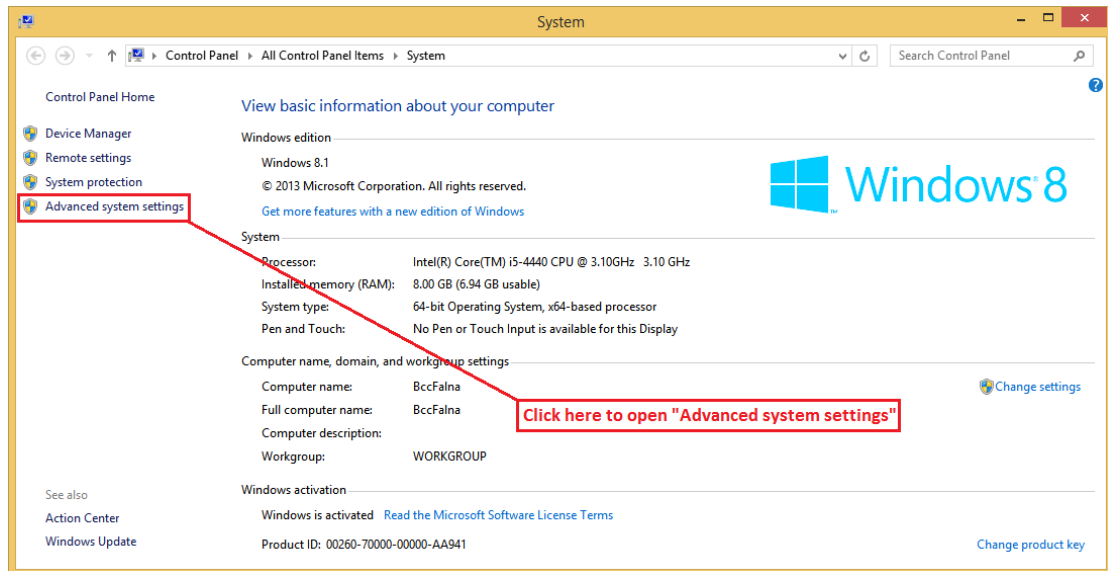 System
Control Panel
All Control Panel Items
System
Search Control Panel
Control Panel Home
Device Manager
Remote settings
System protection
Advanced system settings
View basic information about your computer
Windows edition
Windows 8.1
© 2013 Microsoft Corporation. All rights reserved.
Get more features with a new edition of Windows
Windows 8
System
Processor: Intel(R) Core(TM) i5-4440 CPU @ 3.10GHz 3.10 GHz
Installed memory (RAM): 8.00 GB (6.94 GB usable)
System type: 64-bit Operating System, x64-based processor
Pen and Touch: No Pen or Touch Input is available for this Display
Computer name, domain, and workgroup settings
Computer name: BccFalna
Change settings
Full computer name: BccFalna
Click here to open "Advanced system settings"
Computer description:
Workgroup: WORKGROUP
Windows activation
Windows is activated Read the Microsoft Software License Terms
Product ID: 00260-70000-00000-AA941
Change product key
See also
Action Center
Windows Update